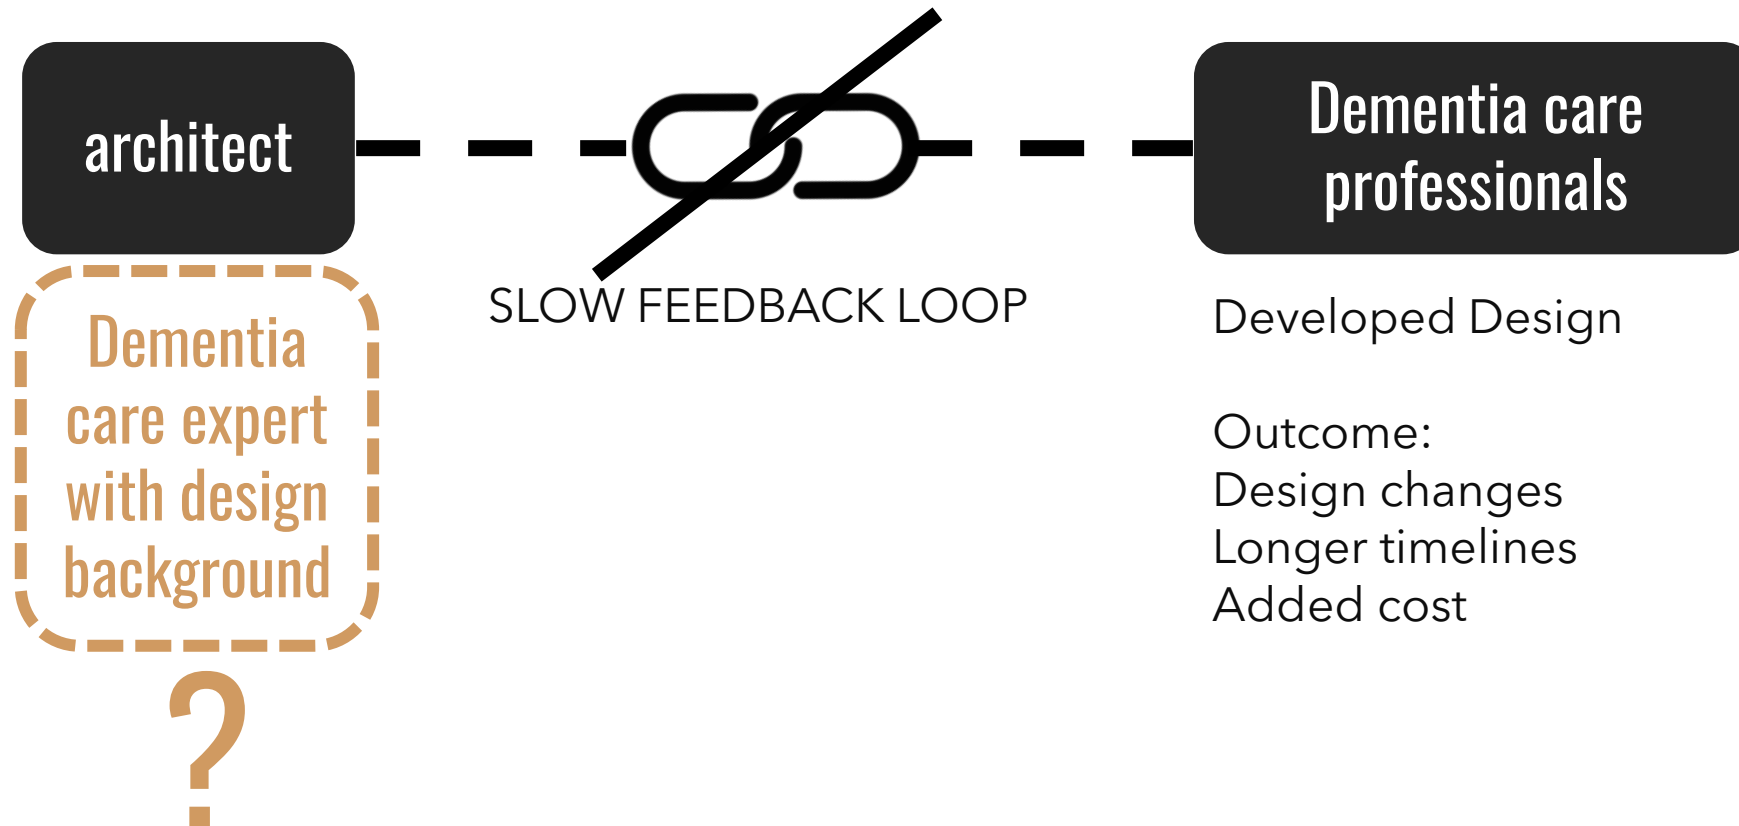 architect
Dementia
care expert
with design
background
?
SLOW FEEDBACK LOOP
Dementia care
professionals
Developed Design
Outcome:
Design changes
Longer timelines
Added cost